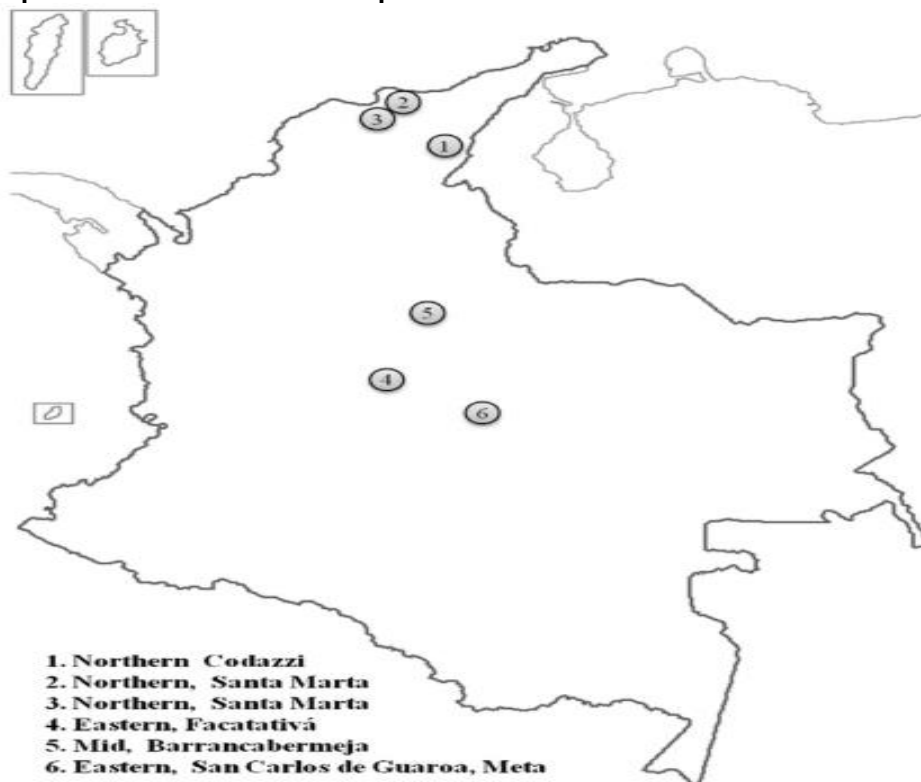 2
3
1
5
4
6
1. Northern Codazzi
2. Northern, Santa Marta
3. Northern, Santa Marta
4. Eastern, Facatativá
5. Mid, Barrancabermeja
6. Eastern, San Carlos de Guaroa, Meta